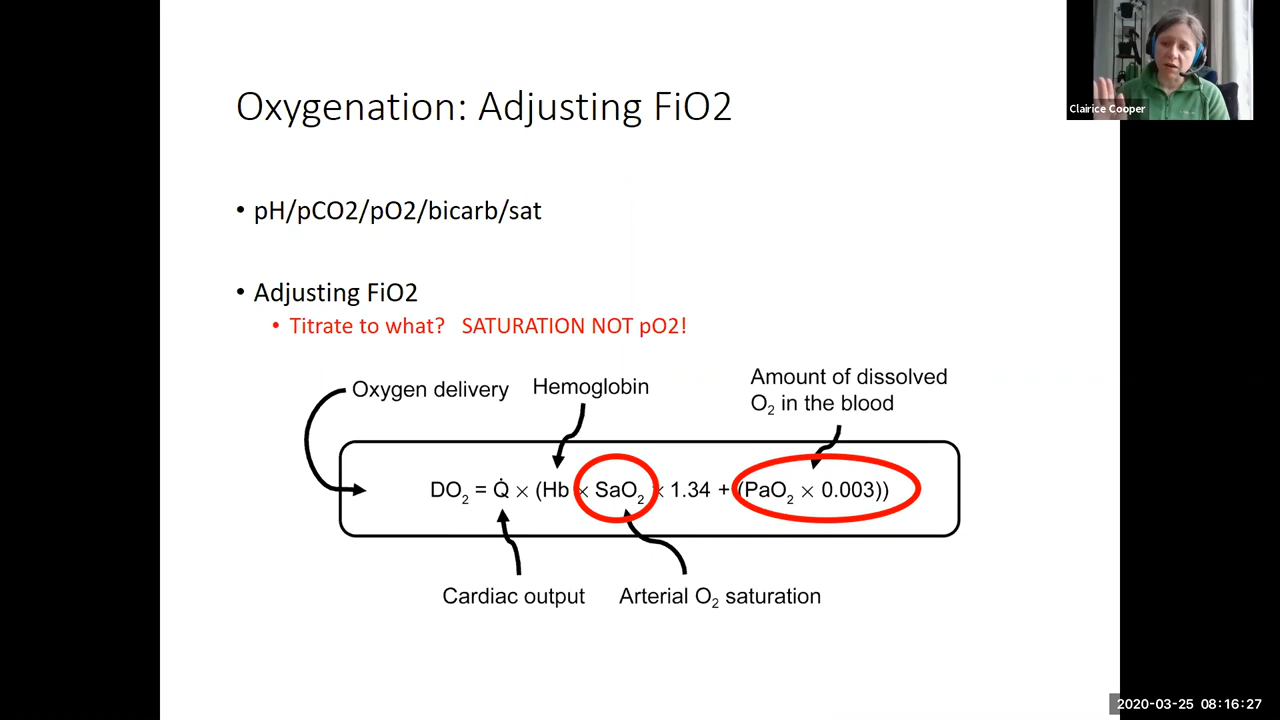 Clairice Cooper
Oxygenation: Adjusting FiO2
• pH/pCO2/pO2/bicarb/sat
• Adjusting FiO2
• Titrate to what? SATURATION NOT pO2!
Oxygen delivery
Hemoglobin
Amount of dissolved
O₂ in the blood
DO₂ = Q̇ × (Hb × SaO₂ × 1.34 + (PaO₂ × 0.003))
Cardiac output
Arterial O₂ saturation
2020-03-25 08:16:27